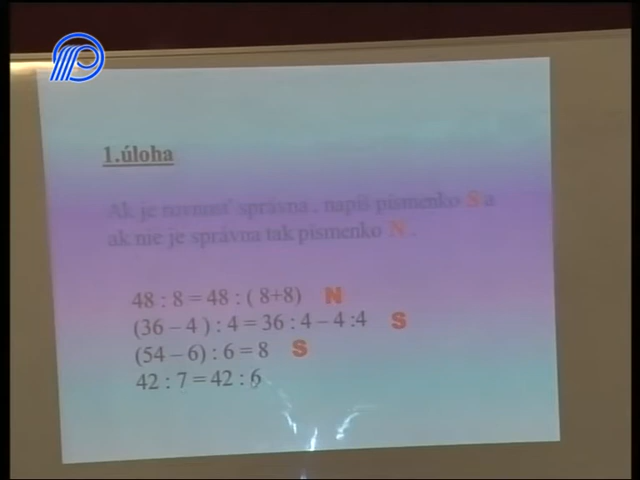 1.úloha
Ak je rovnosť správna , napíš písmenko S a
ak nie je správna tak písmenko N .
48 : 8 = 48 : ( 8+8) N
(36 – 4 ) : 4 = 36 : 4 – 4 :4 S
(54 – 6) : 6 = 8 S
42 : 7 = 42 : 6